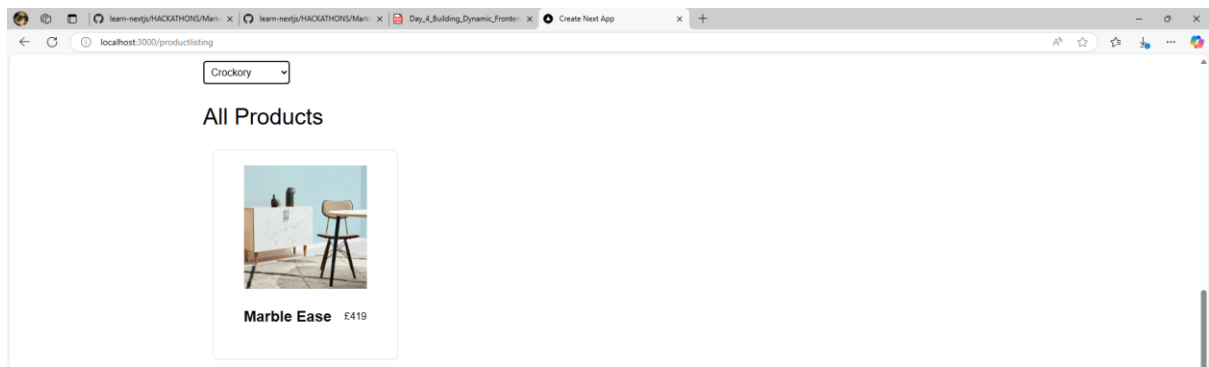 learn-nextjs/HACKATHONS/Mark
learn-nextjs/HACKATHONS/Mark
Day_4_Building_Dynamic_Fronten
Create Next App
localhost:3000/productlisting
Crockory
All Products
Marble Ease £419